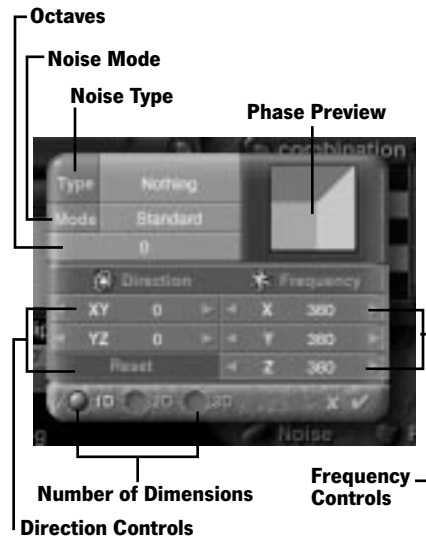 Octaves
Noise Mode
Noise Type
Phase Preview
combination
Type Nothing
Mode Standard
0
Direction Frequency
XY 0 X 360
YZ 0 Y 360
Reset Z 360
1D 2D 3D
Noise
Number of Dimensions
Frequency
Controls
Direction Controls